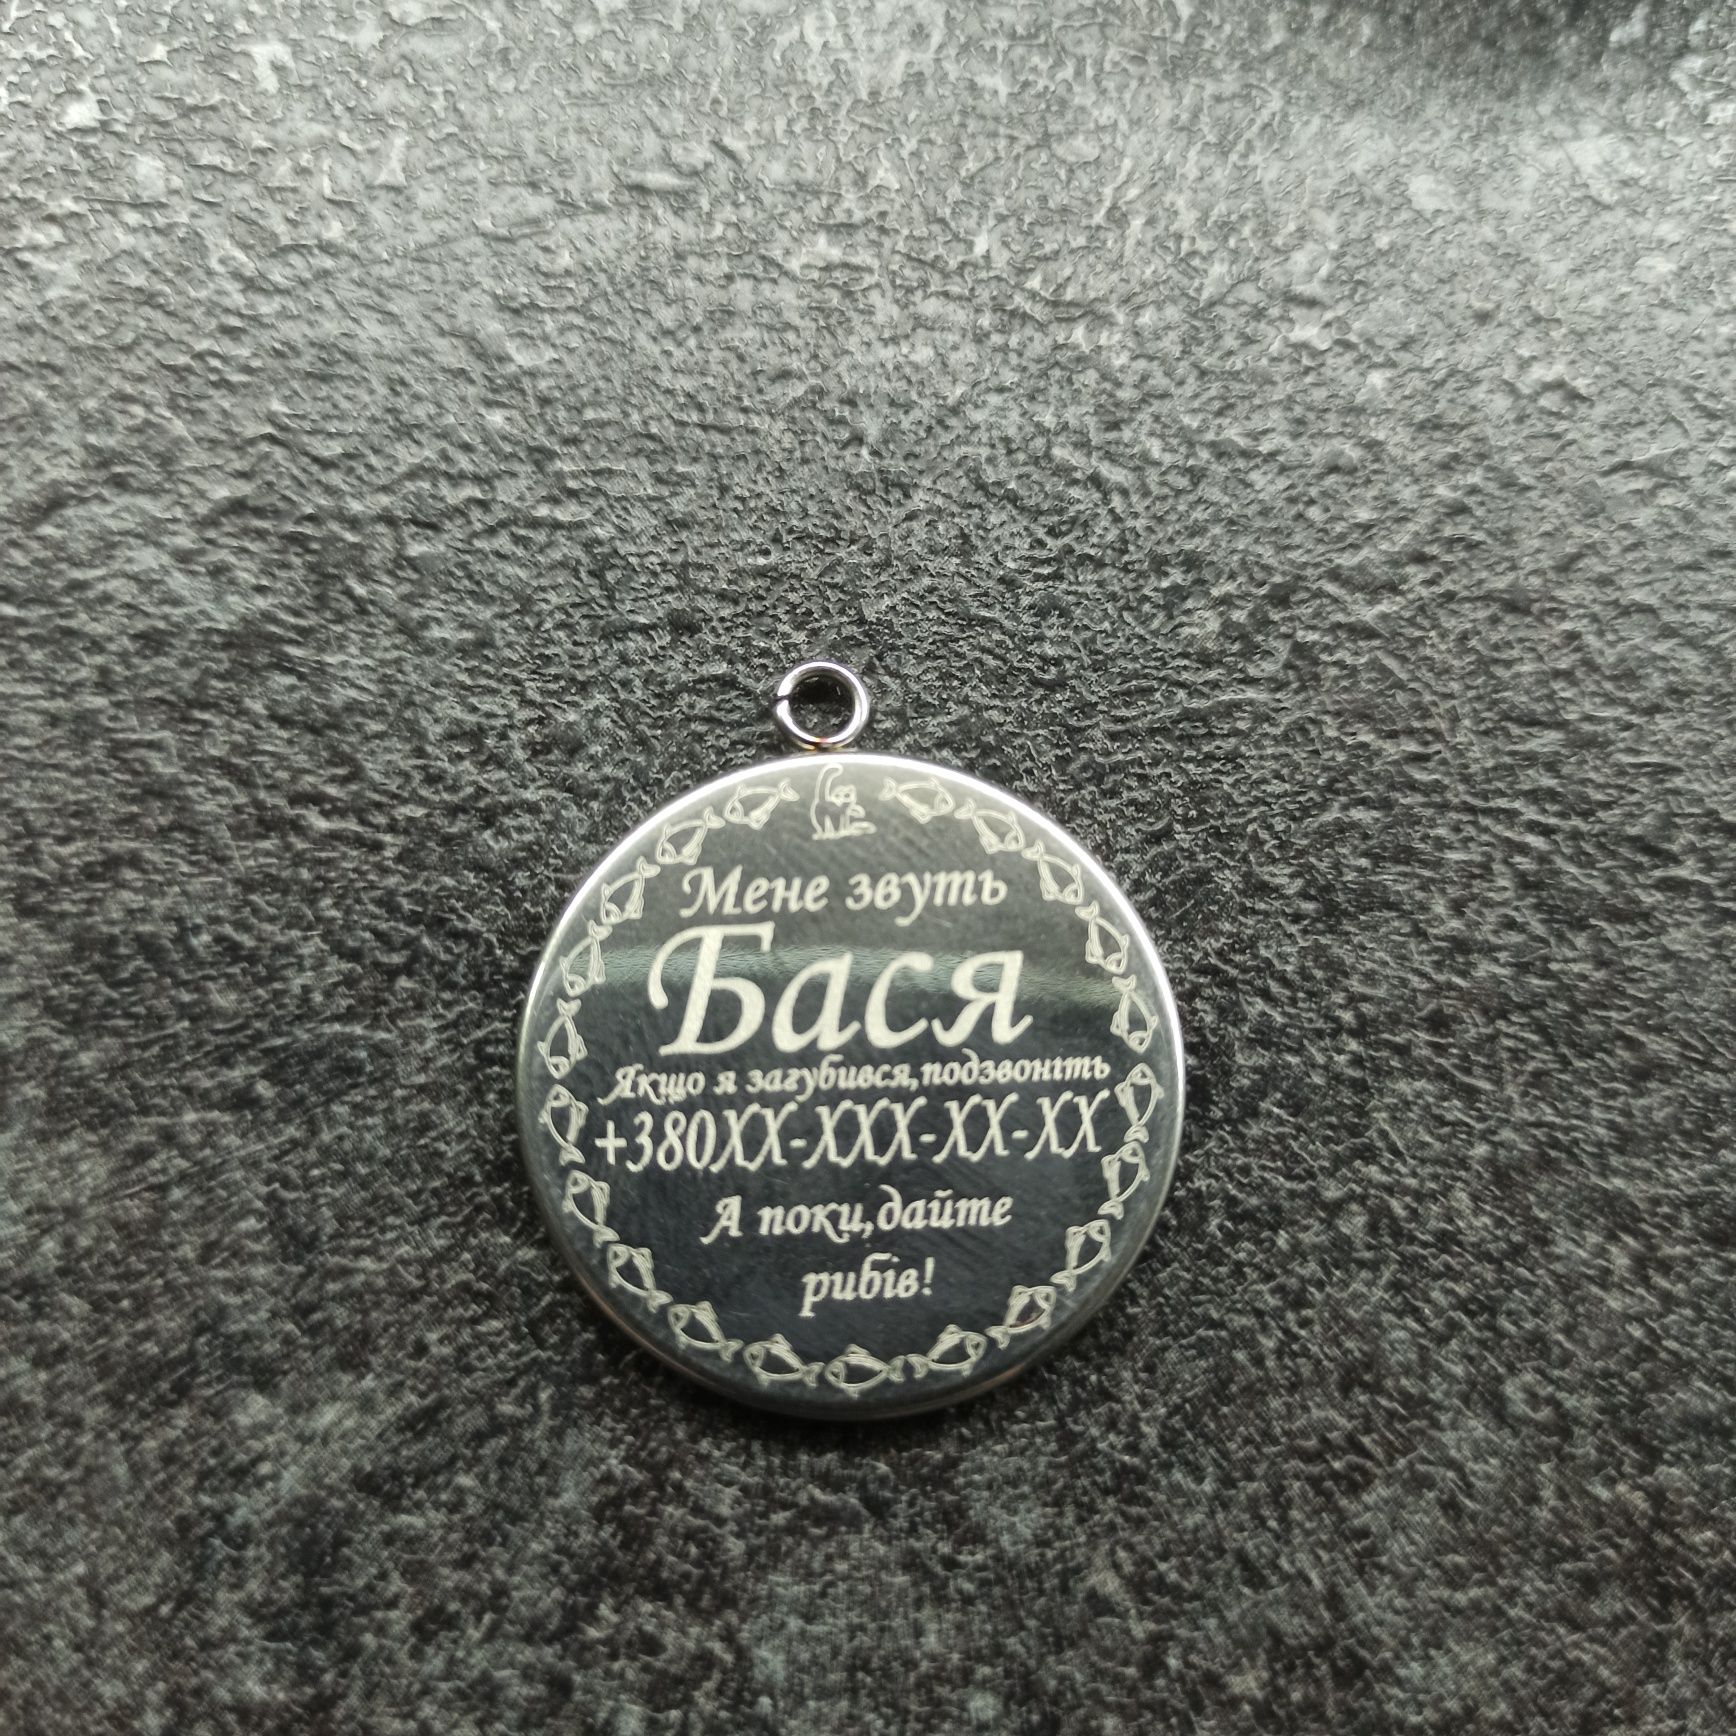 Мене звуть
Бася
Якщо я загубився,подзвоніть
+380XX-XXX-XX-XX
А поки,дайте
рибів!